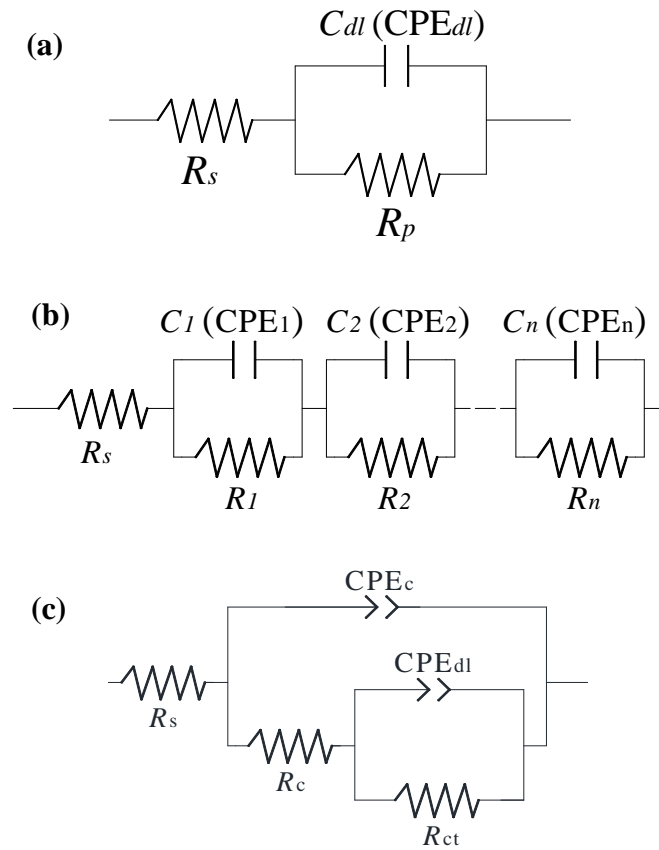 (a)
Cdl (CPEdl)
Rs
Rp
(b)
C1 (CPE1) C2 (CPE2) Cn (CPEn)
Rs
R1 R2 Rn
(c)
CPEc
CPEdl
Rs
Rc
Rct